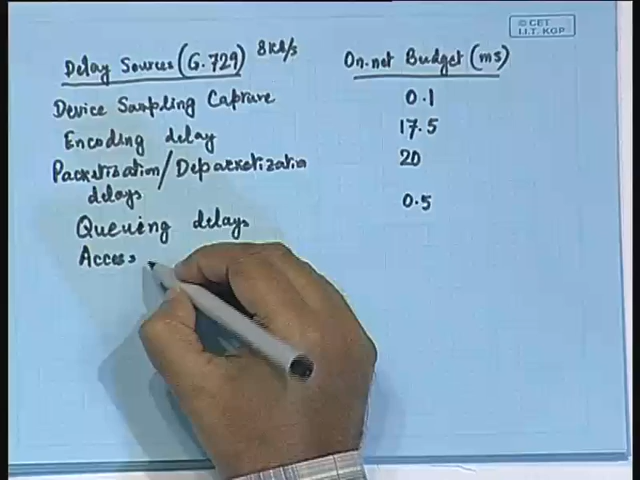 © CET
I.I.T. KGP
Delay Sources (G.729) 8Kb/s On-net Budget (ms)
Device Sampling Capture 0.1
Encoding delay 17.5
Packetization/Depacketization 20
delays
Queuing delays 0.5
Access